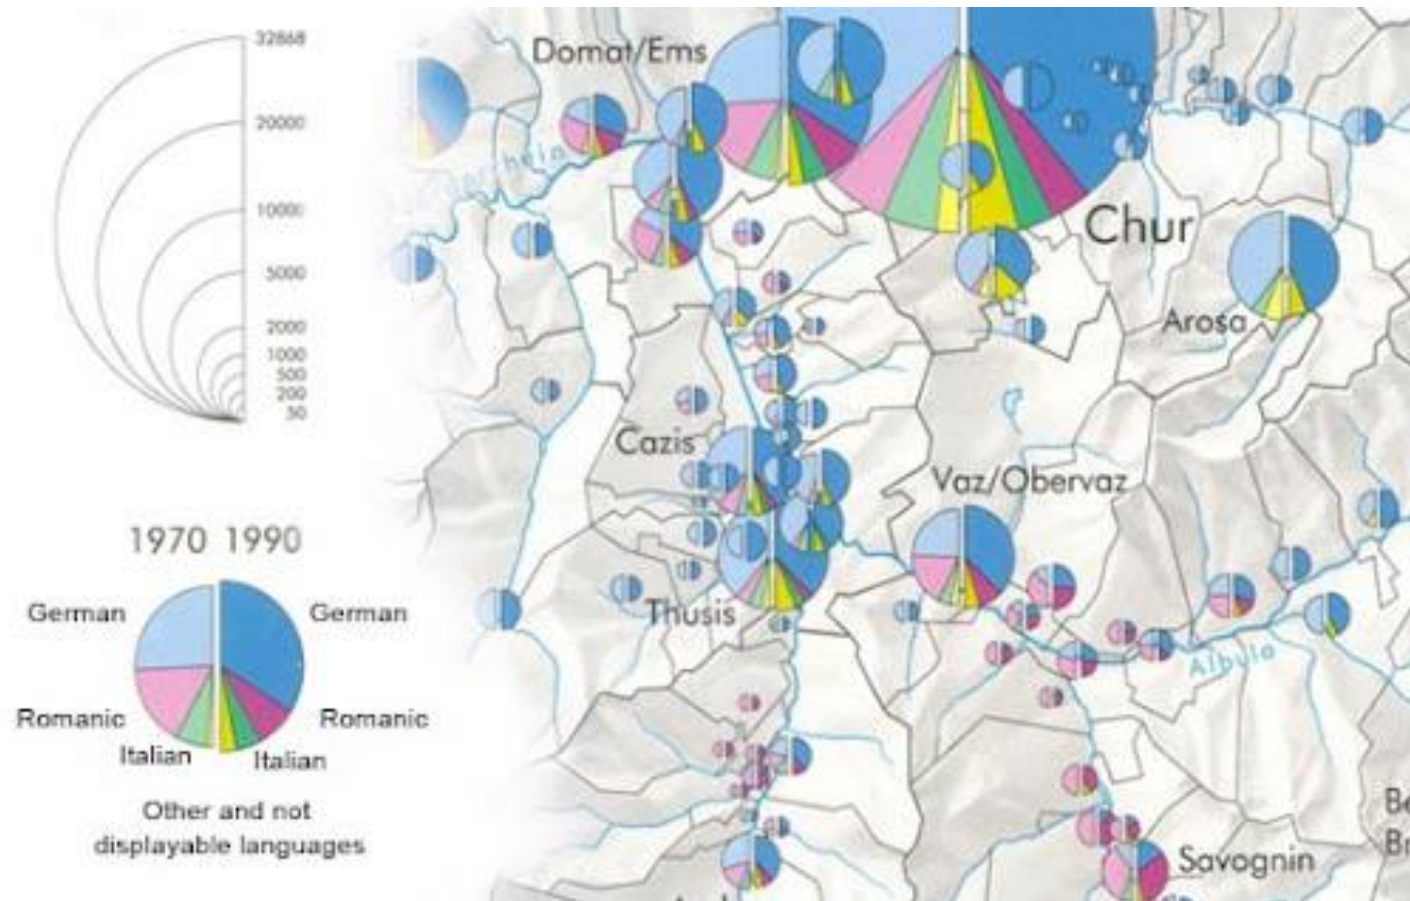 32868
20000
10000
5000
2000
1000
500
200
50
1970 1990
German German
Romanic Romanic
Italian Italian
Other and not
displayable languages
Domat/Ems
Chur
Arosa
Cazis
Vaz/Obervaz
Thusis
Albula
Savognin